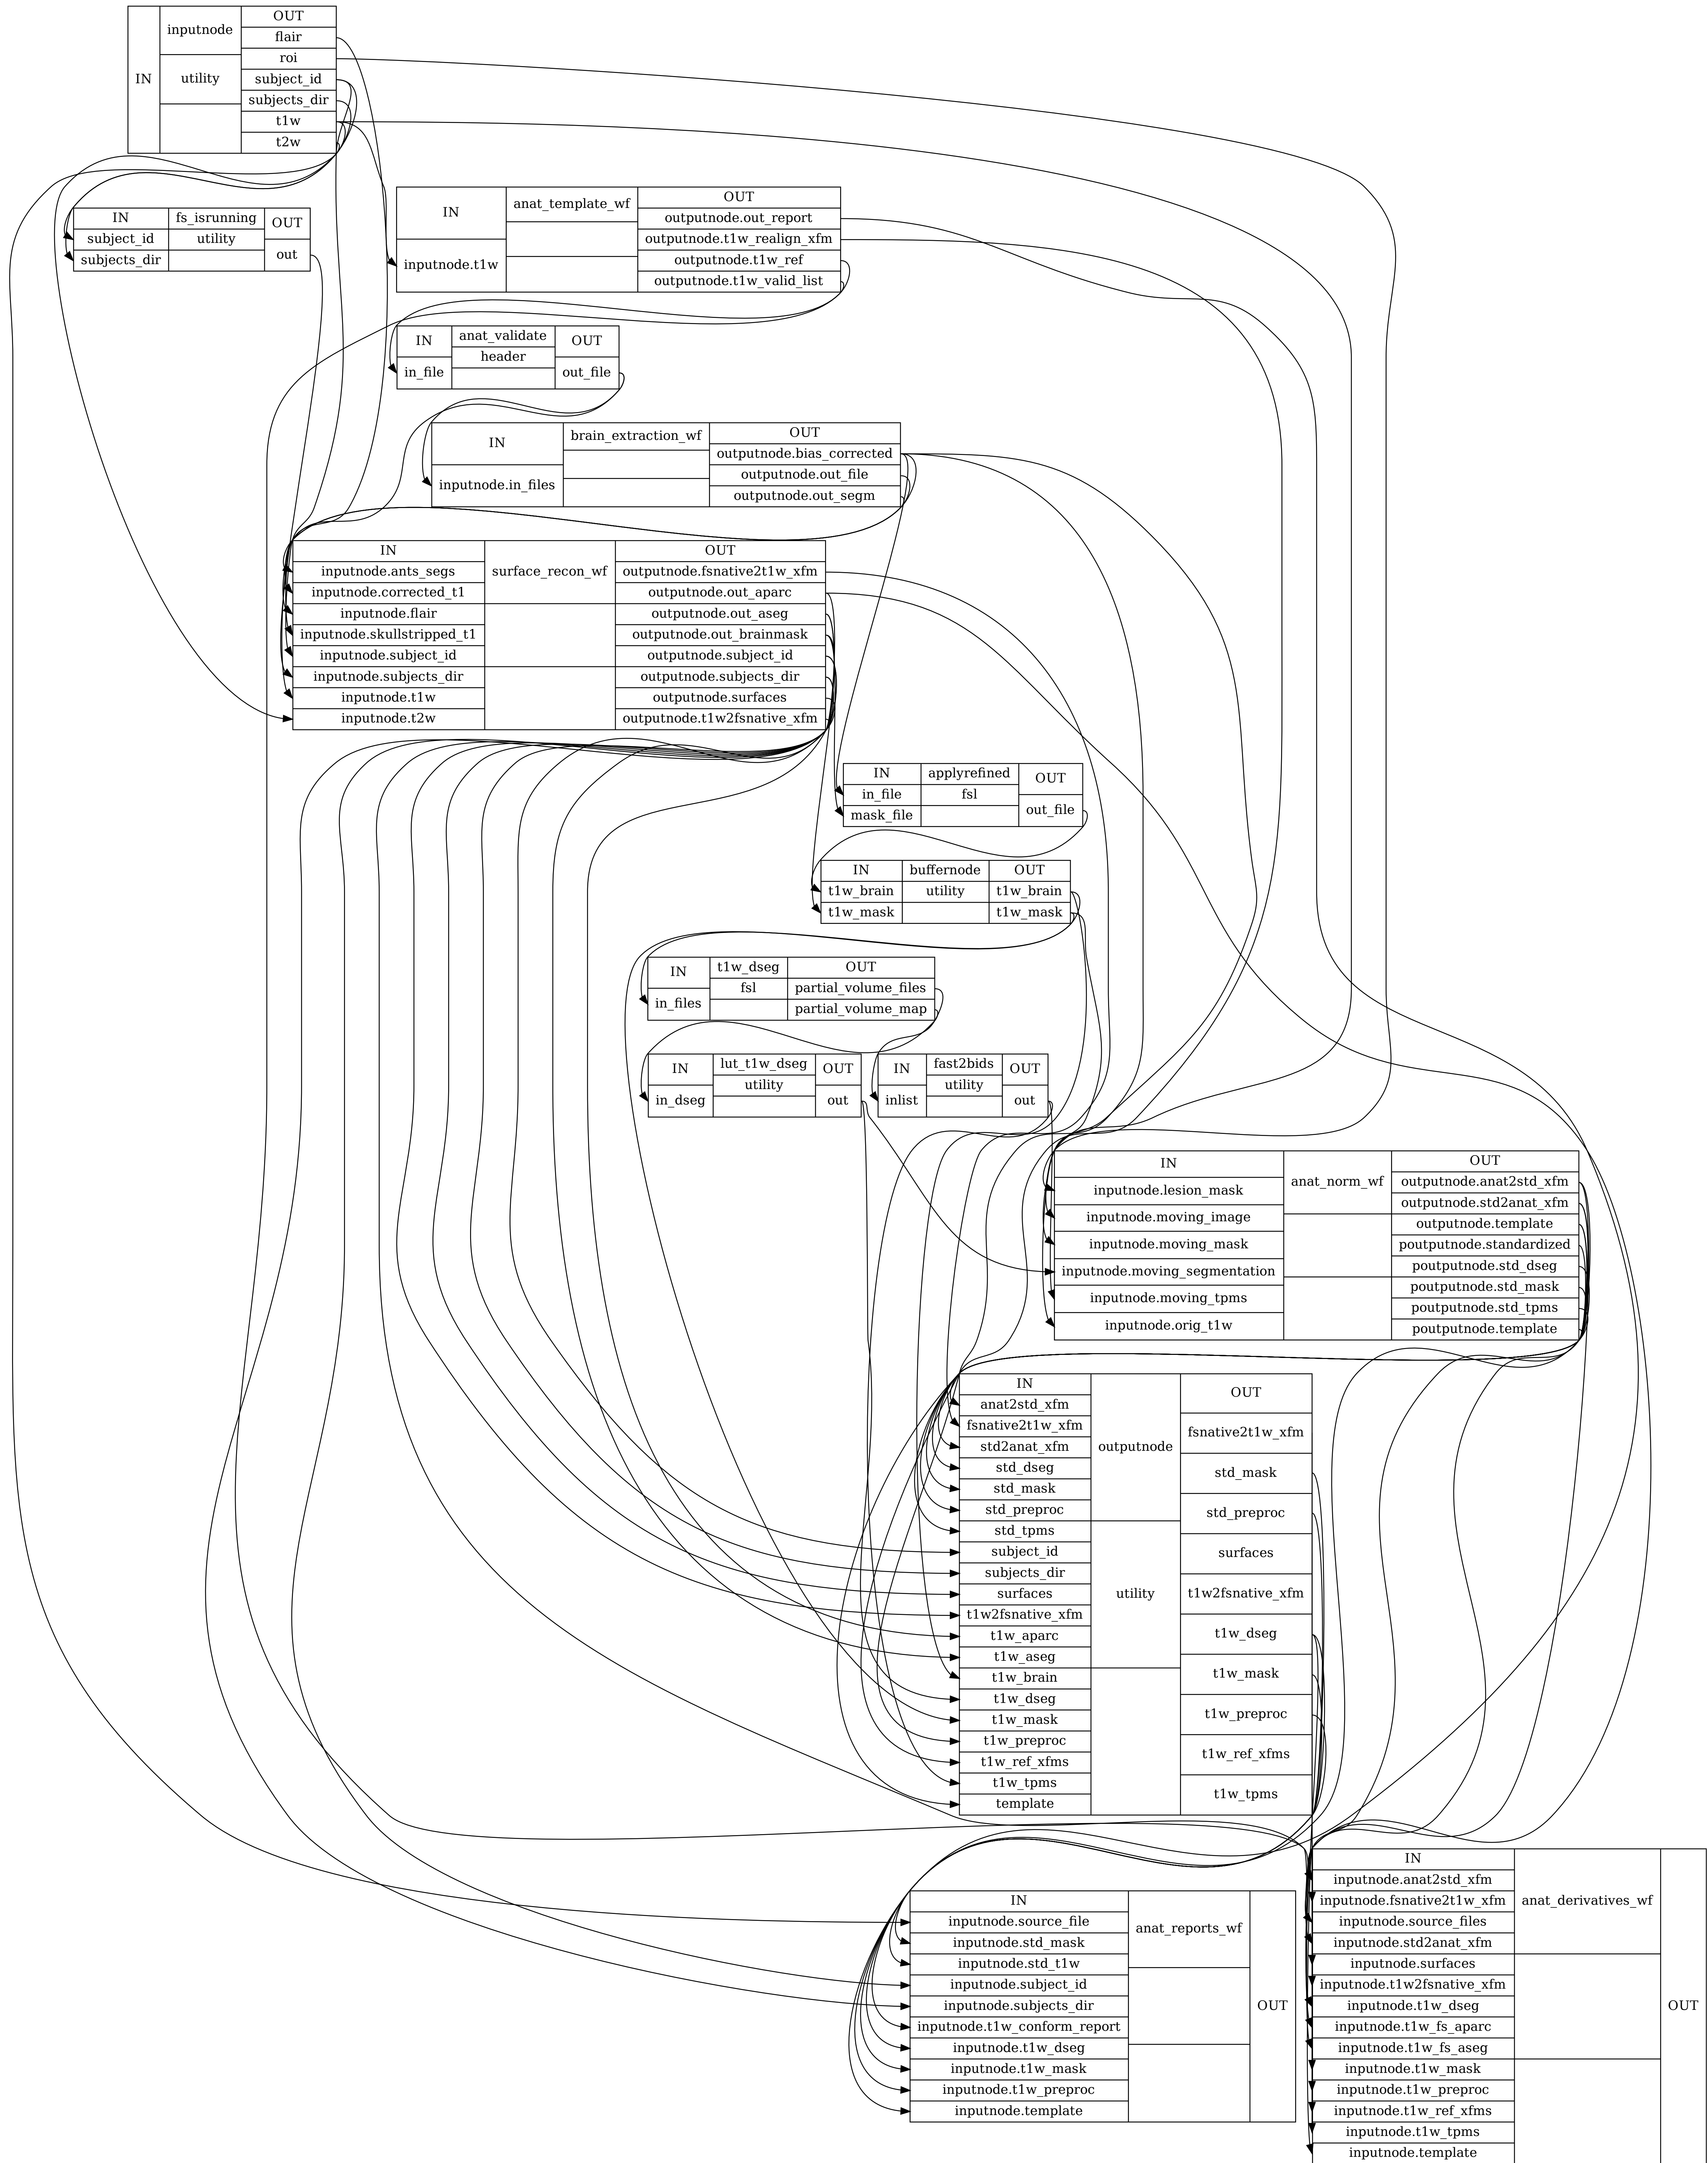 IN
inputnode
utility
OUT
flair
roi
subject_id
subjects_dir
t1w
t2w
IN
subject_id
subjects_dir
fs_isrunning
utility
OUT
out
IN
inputnode.t1w
anat_template_wf
OUT
outputnode.out_report
outputnode.t1w_realign_xfm
outputnode.t1w_ref
outputnode.t1w_valid_list
IN
in_file
anat_validate
header
OUT
out_file
IN
inputnode.in_files
brain_extraction_wf
OUT
outputnode.bias_corrected
outputnode.out_file
outputnode.out_segm
IN
inputnode.ants_segs
inputnode.corrected_t1
inputnode.flair
inputnode.skullstripped_t1
inputnode.subject_id
inputnode.subjects_dir
inputnode.t1w
inputnode.t2w
surface_recon_wf
OUT
outputnode.fsnative2t1w_xfm
outputnode.out_aparc
outputnode.out_aseg
outputnode.out_brainmask
outputnode.subject_id
outputnode.subjects_dir
outputnode.surfaces
outputnode.t1w2fsnative_xfm
IN
in_file
mask_file
applyrefined
fsl
OUT
out_file
IN
t1w_brain
t1w_mask
buffernode
utility
OUT
t1w_brain
t1w_mask
IN
in_files
t1w_dseg
fsl
OUT
partial_volume_files
partial_volume_map
IN
in_dseg
lut_t1w_dseg
utility
OUT
out
IN
inlist
fast2bids
utility
OUT
out
IN
inputnode.lesion_mask
inputnode.moving_image
inputnode.moving_mask
inputnode.moving_segmentation
inputnode.moving_tpms
inputnode.orig_t1w
anat_norm_wf
OUT
outputnode.anat2std_xfm
outputnode.std2anat_xfm
outputnode.template
poutputnode.standardized
poutputnode.std_dseg
poutputnode.std_mask
poutputnode.std_tpms
poutputnode.template
IN
anat2std_xfm
fsnative2t1w_xfm
std2anat_xfm
std_dseg
std_mask
std_preproc
std_tpms
subject_id
subjects_dir
surfaces
t1w2fsnative_xfm
t1w_aparc
t1w_aseg
t1w_brain
t1w_dseg
t1w_mask
t1w_preproc
t1w_ref_xfms
t1w_tpms
template
outputnode
utility
OUT
fsnative2t1w_xfm
std_mask
std_preproc
surfaces
t1w2fsnative_xfm
t1w_dseg
t1w_mask
t1w_preproc
t1w_ref_xfms
t1w_tpms
IN
inputnode.source_file
inputnode.std_mask
inputnode.std_t1w
inputnode.subject_id
inputnode.subjects_dir
inputnode.t1w_conform_report
inputnode.t1w_dseg
inputnode.t1w_mask
inputnode.t1w_preproc
inputnode.template
anat_reports_wf
OUT
IN
inputnode.anat2std_xfm
inputnode.fsnative2t1w_xfm
inputnode.source_files
inputnode.std2anat_xfm
inputnode.surfaces
inputnode.t1w2fsnative_xfm
inputnode.t1w_dseg
inputnode.t1w_fs_aparc
inputnode.t1w_fs_aseg
inputnode.t1w_mask
inputnode.t1w_preproc
inputnode.t1w_ref_xfms
inputnode.t1w_tpms
inputnode.template
anat_derivatives_wf
OUT